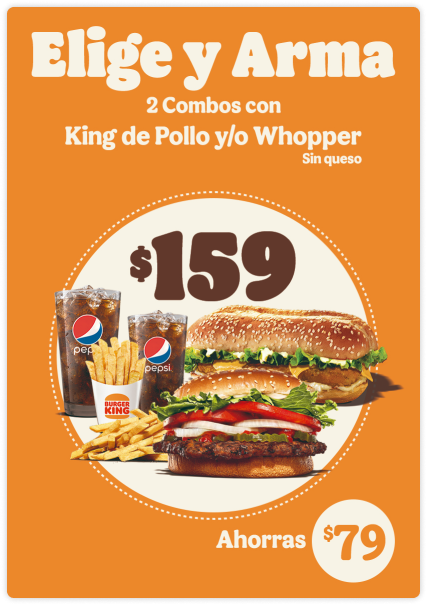 Elige y Arma
2 Combos con
King de Pollo y/o Whopper
Sin queso
$159
pepsi
pepsi
BURGER
KING
Ahorras $79